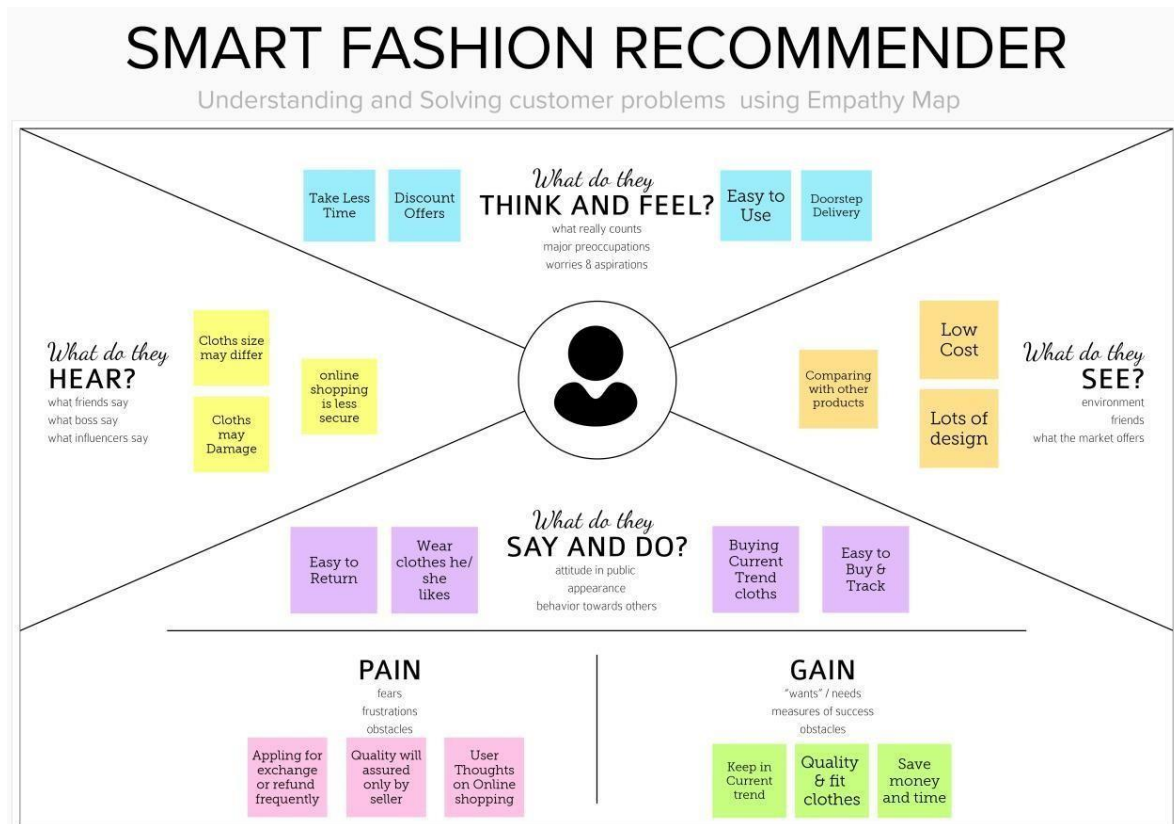 SMART FASHION RECOMMENDER
Understanding and Solving customer problems using Empathy Map
Take Less
Time
Discount
Offers
What do they
THINK AND FEEL?
what really counts
major preoccupations
worries & aspirations
Easy to
Use
Doorstep
Delivery
What do they
HEAR?
what friends say
what boss say
what influencers say
Cloths size
may differ
Cloths
may
Damage
online
shopping
is less
secure
Comparing
with other
products
Low
Cost
Lots of
design
What do they
SEE?
environment
friends
what the market offers
Easy to
Return
Wear
clothes he/
she
likes
What do they
SAY AND DO?
attitude in public
appearance
behavior towards others
Buying
Current
Trend
cloths
Easy to
Buy &
Track
PAIN
fears
frustrations
obstacles
Appling for
exchange
or refund
frequently
Quality will
assured
only by
seller
User
Thoughts
on Online
shopping
GAIN
"wants" / needs
measures of success
obstacles
Keep in
Current
trend
Quality
& fit
clothes
Save
money
and time